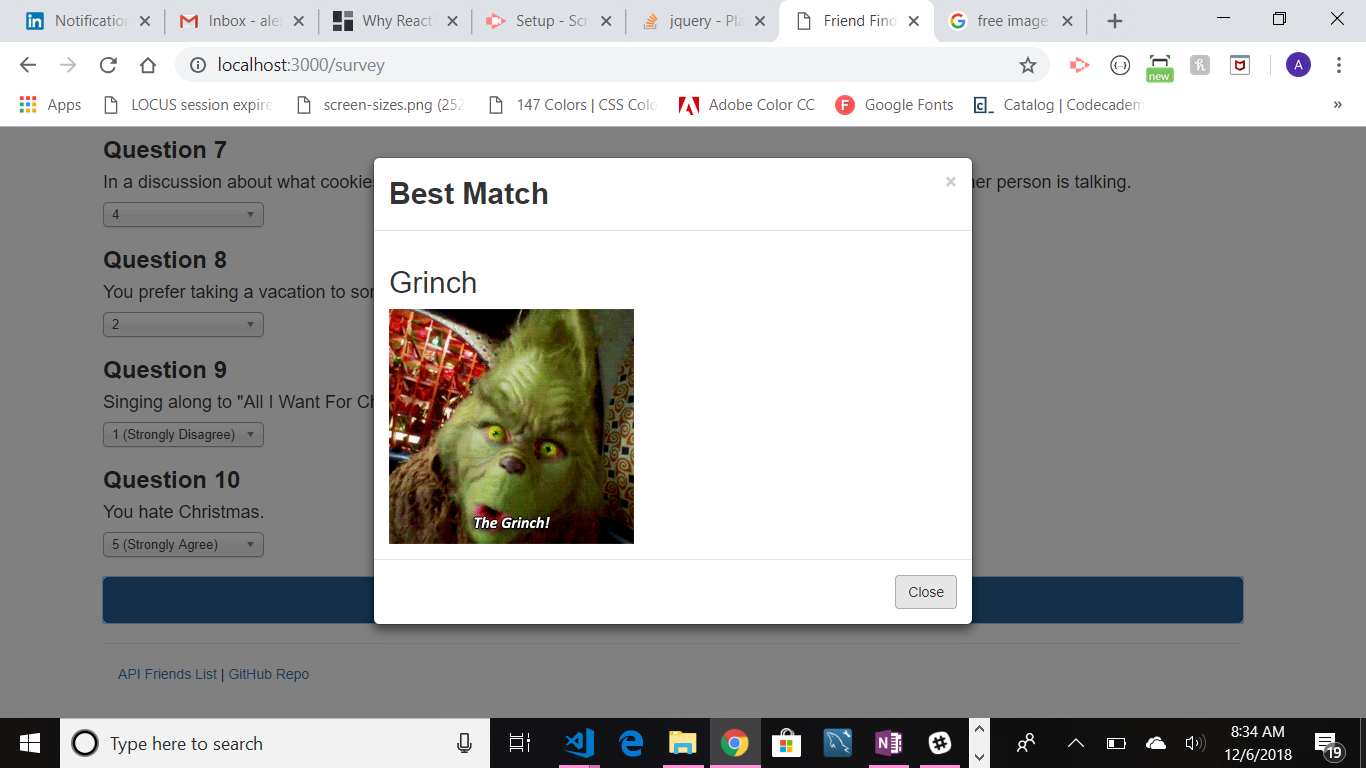 Notification
Inbox - ale
Why React?
Setup - Scr
jquery - Pla
Friend Find
free image
localhost:3000/survey
new
A
Apps
LOCUS session expire
screen-sizes.png (252
147 Colors | CSS Colo
Adobe Color CC
Google Fonts
Catalog | Codecadem
»
Question 7
In a discussion about what cookie
her person is talking.
4
Question 8
You prefer taking a vacation to so
2
Question 9
Singing along to "All I Want For Ch
1 (Strongly Disagree)
Question 10
You hate Christmas.
5 (Strongly Agree)
Best Match
×
Grinch
The Grinch!
Close
API Friends List | GitHub Repo
Type here to search
8:34 AM
12/6/2018
19